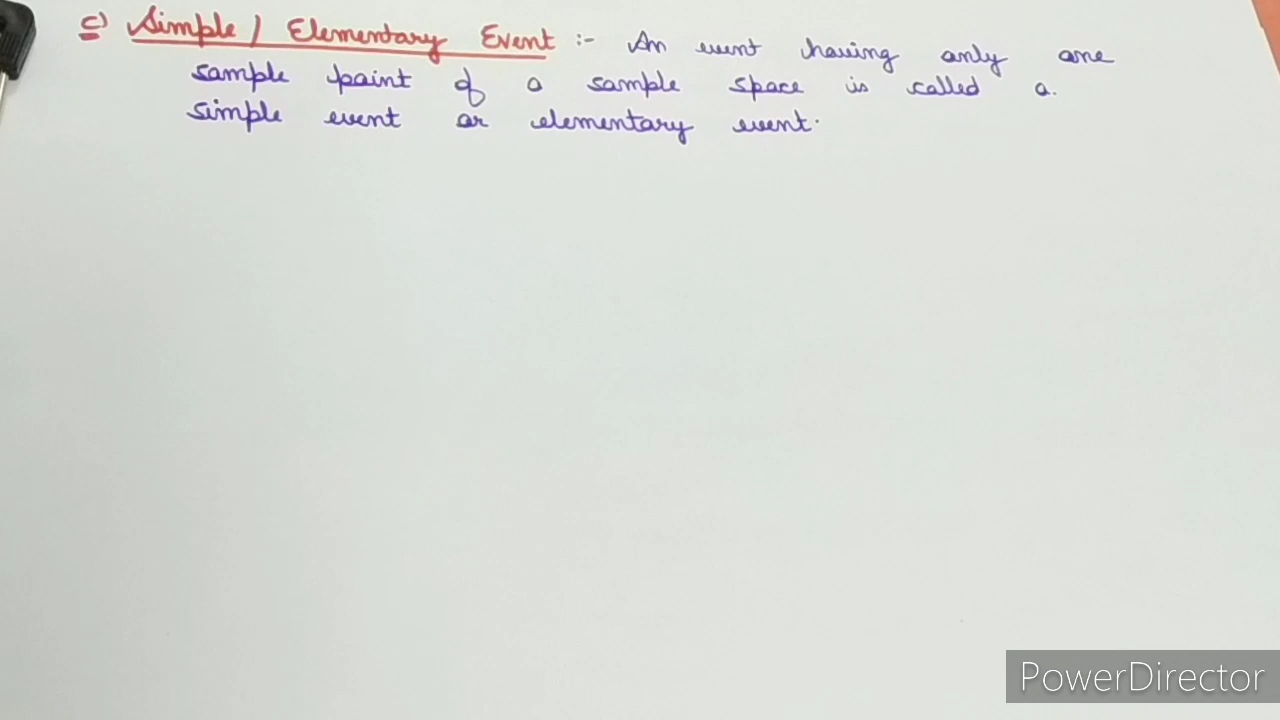 c) Simple / Elementary Event :- An event having only one
sample point of a sample space is called a.
simple event or elementary event.
PowerDirector